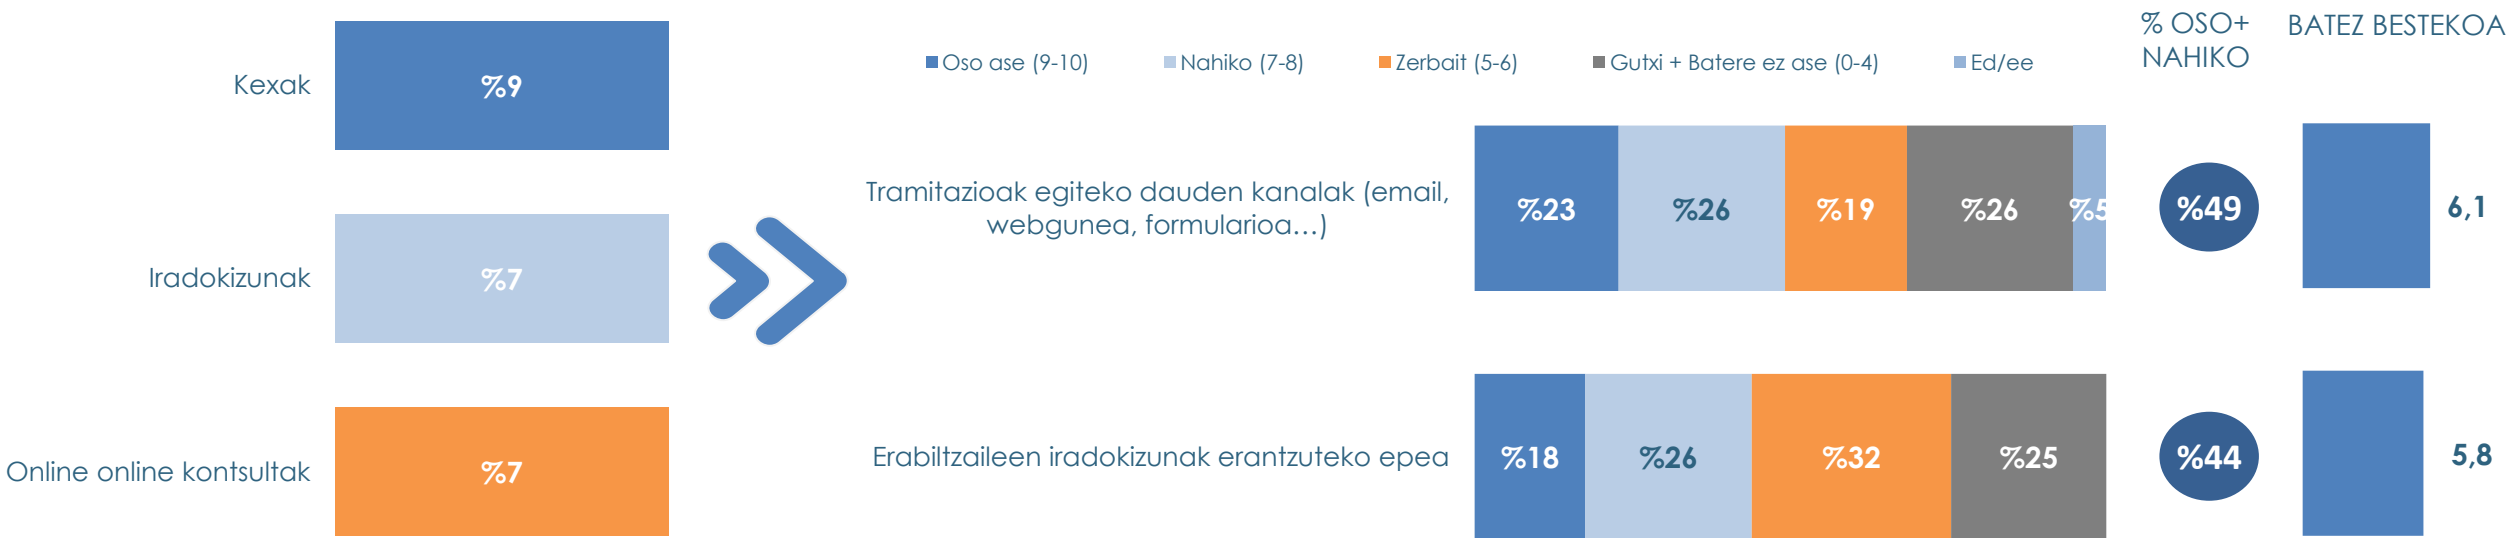 % OSO+
NAHIKO
BATEZ BESTEKOA
Oso ase (9-10)
Nahiko (7-8)
Zerbait (5-6)
Gutxi + Batere ez ase (0-4)
Ed/ee
Kexak
%9
Iradokizunak
%7
Online online kontsultak
%7
Tramitazioak egiteko dauden kanalak (email,
webgunea, formularioa…)
%23
%26
%19
%26
%5
%49
6,1
Erabiltzaileen iradokizunak erantzuteko epea
%18
%26
%32
%25
%44
5,8